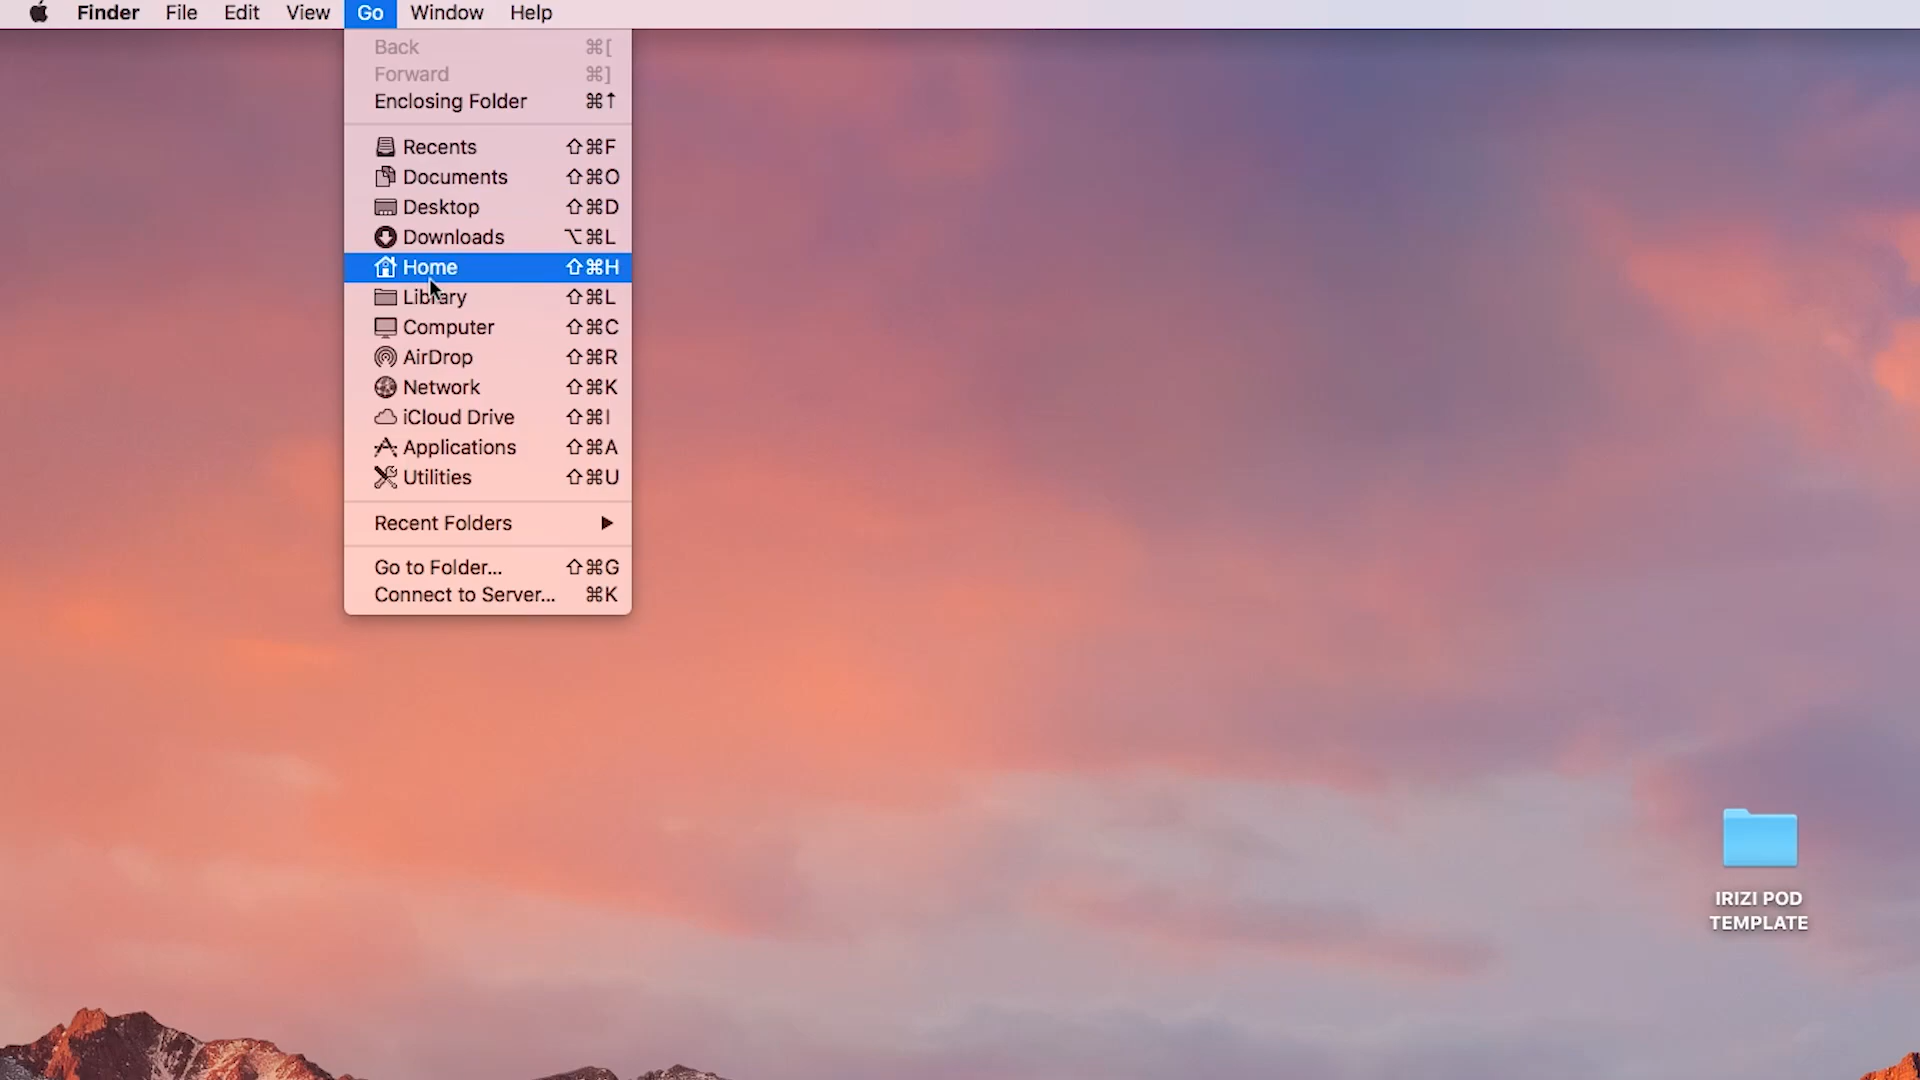 Finder File Edit View Go Window Help
Back ⌘[
Forward ⌘]
Enclosing Folder ⌘↑
Recents ⇧⌘F
Documents ⇧⌘O
Desktop ⇧⌘D
Downloads ⌥⌘L
Home ⇧⌘H
Library ⇧⌘L
Computer ⇧⌘C
AirDrop ⇧⌘R
Network ⇧⌘K
iCloud Drive ⇧⌘I
Applications ⇧⌘A
Utilities ⇧⌘U
Recent Folders ▶
Go to Folder... ⇧⌘G
Connect to Server... ⌘K
IRIZI POD
TEMPLATE